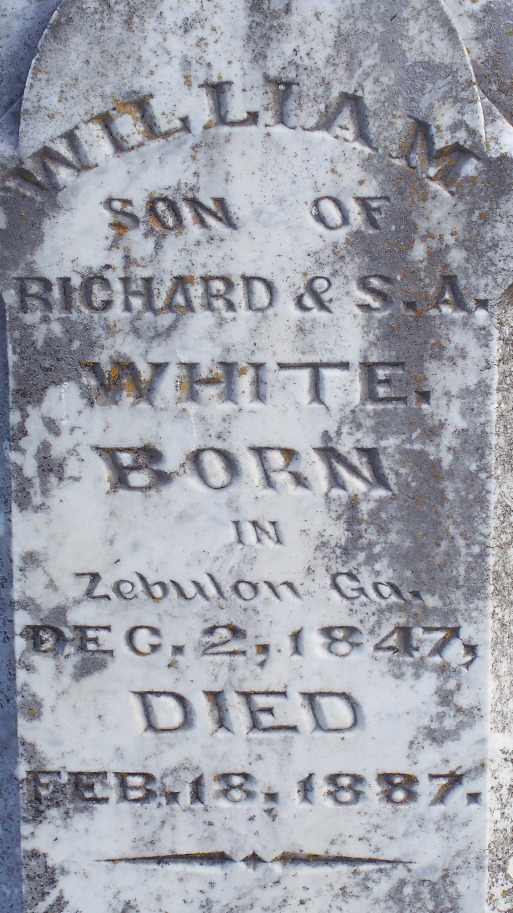 WILLIAM
SON OF
RICHARD & S. A.
WHITE.
BORN
IN
Zebulon Ga.
DEC. 2, 1847,
DIED
FEB. 18, 1887.